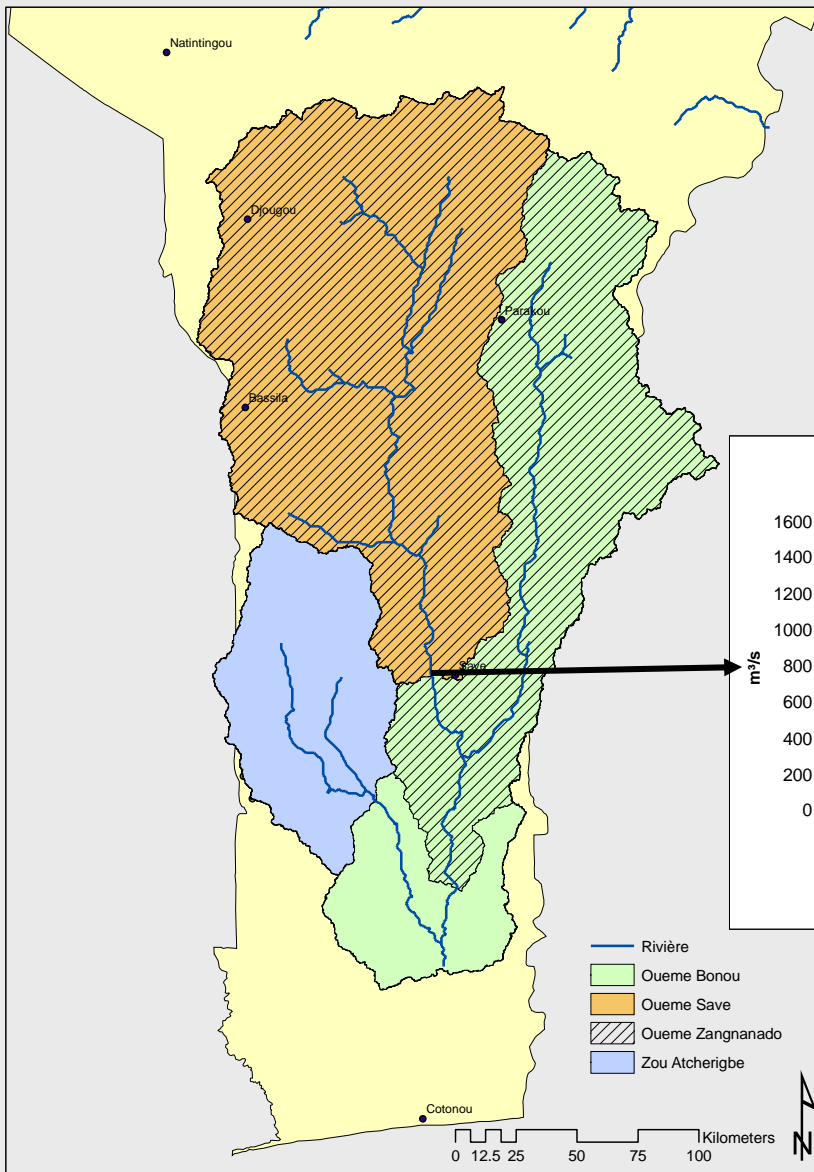 Natintingou
Djougou
Parakou
Bassila
1600
1400
1200
1000
800
600
400
200
0
m³/s
Save
Rivière
Oueme Bonou
Oueme Save
Oueme Zangnanado
Zou Atcherigbe
Cotonou
Kilometers
0 12.5 25 50 75 100
N